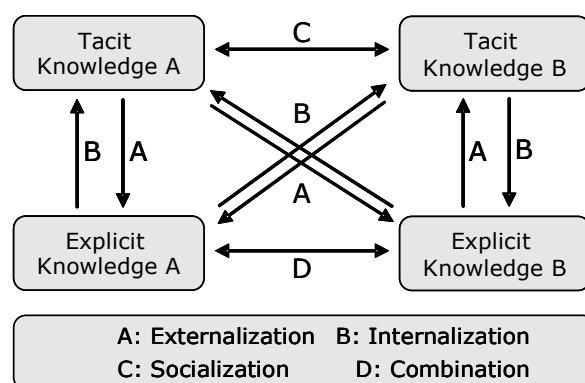 Tacit
Knowledge A
C
Tacit
Knowledge B
B
A
B
A
A
B
Explicit
Knowledge A
D
Explicit
Knowledge B
A: Externalization B: Internalization
C: Socialization D: Combination